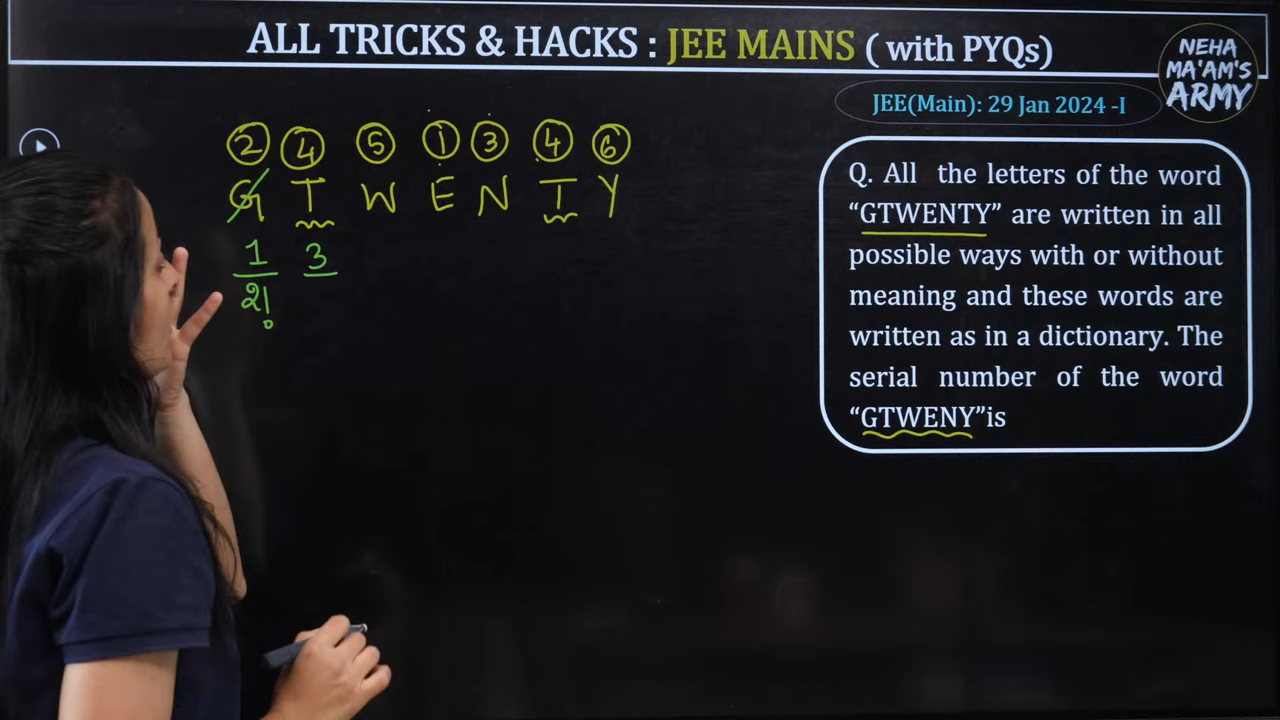 ALL TRICKS & HACKS : JEE MAINS ( with PYQs)
NEHA
MA'AM'S
ARMY
JEE(Main): 29 Jan 2024 -I
2 4 5 1 3 4 6
G T W E N T Y
1 3
2!
Q. All the letters of the word
“GTWENTY” are written in all
possible ways with or without
meaning and these words are
written as in a dictionary. The
serial number of the word
“GTWENY”is